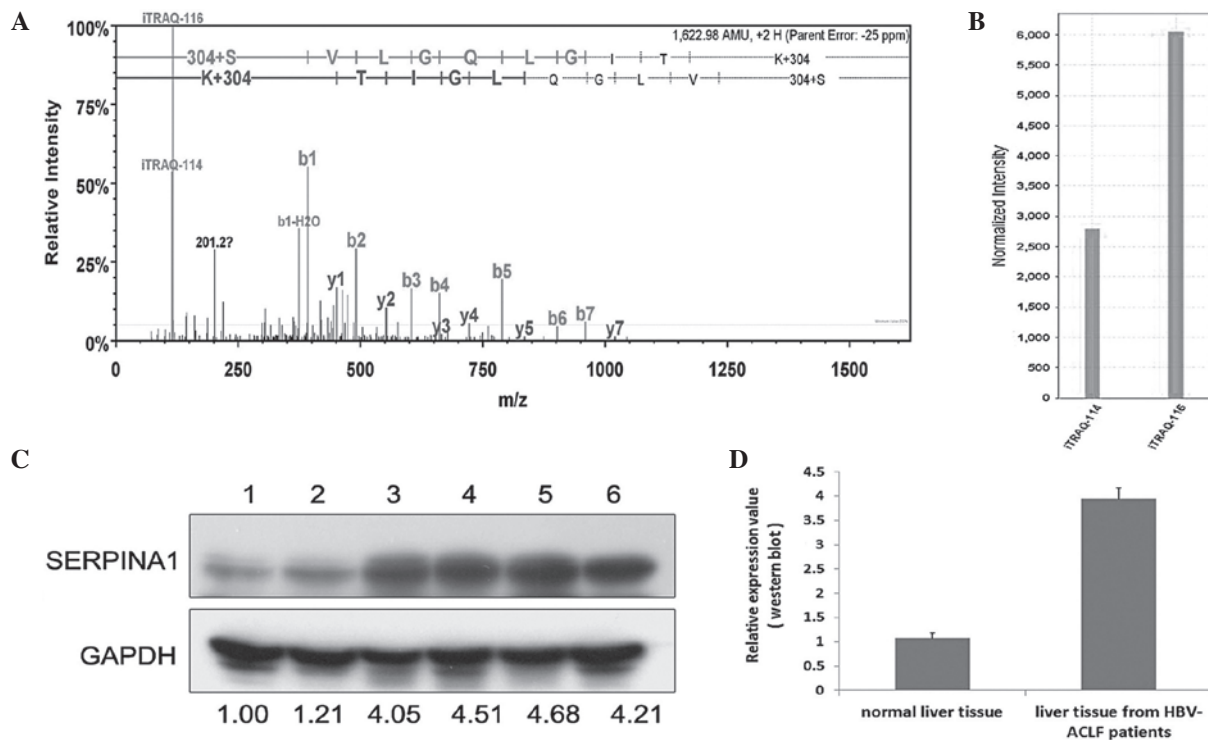 A
iTRAQ-116
100%
1,622.98 AMU, +2 H (Parent Error: -25 ppm)
304+S V L G Q L G I T K+304
K+304 T I G L Q G L V 304+S
75%
iTRAQ-114
50%
25%
0%
Relative Intensity
b1
b1-H2O
201.2?
b2
y1
b3
b4
b5
y2
y3
y4
y5
b6
b7
y7
0 250 500 750 1000 1250 1500
m/z
B
6,000
5,500
5,000
4,500
4,000
3,500
3,000
2,500
2,000
1,500
1,000
500
0
Normalized Intensity
iTRAQ-114
iTRAQ-116
C
1 2 3 4 5 6
SERPINA1
GAPDH
1.00 1.21 4.05 4.51 4.68 4.21
D
4.5
4
3.5
3
2.5
2
1.5
1
0.5
0
Relative expression value
( western blot )
normal liver tissue
liver tissue from HBV-
ACLF patients